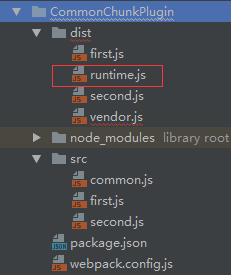 CommonChunkPlugin
dist
first.js
runtime.js
second.js
vendor.js
node_modules library root
src
common.js
first.js
second.js
package.json
webpack.config.js